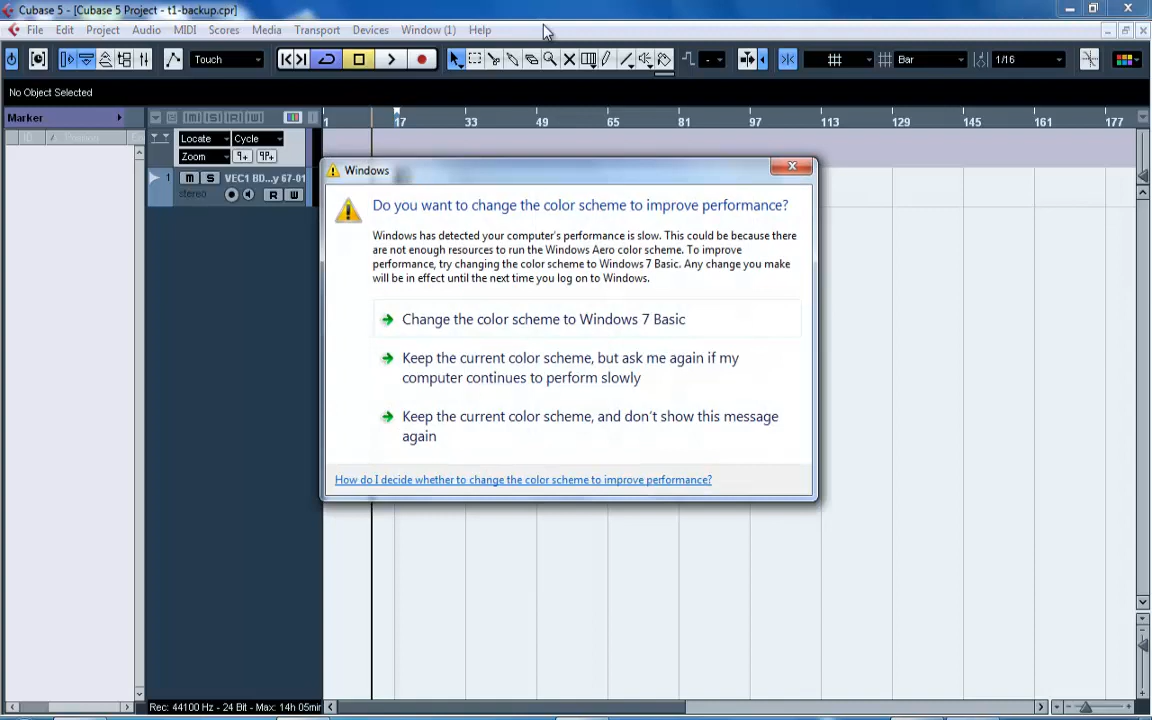 Cubase 5 - [Cubase 5 Project - t1-backup.cpr]
File Edit Project Audio MIDI Scores Media Transport Devices Window (1) Help
Touch Bar 1/16
No Object Selected
Marker
1 17 33 49 65 81 97 113 129 145 161 177
Locate Cycle
Zoom
1 M S VEC1 BD...y 67-01
stereo R W
Windows
Do you want to change the color scheme to improve performance?
Windows has detected your computer's performance is slow. This could be because there
are not enough resources to run the Windows Aero color scheme. To improve
performance, try changing the color scheme to Windows 7 Basic. Any change you make
will be in effect until the next time you log on to Windows.
Change the color scheme to Windows 7 Basic
Keep the current color scheme, but ask me again if my
computer continues to perform slowly
Keep the current color scheme, and don't show this message
again
How do I decide whether to change the color scheme to improve performance?
Rec: 44100 Hz - 24 Bit - Max: 14h 05min